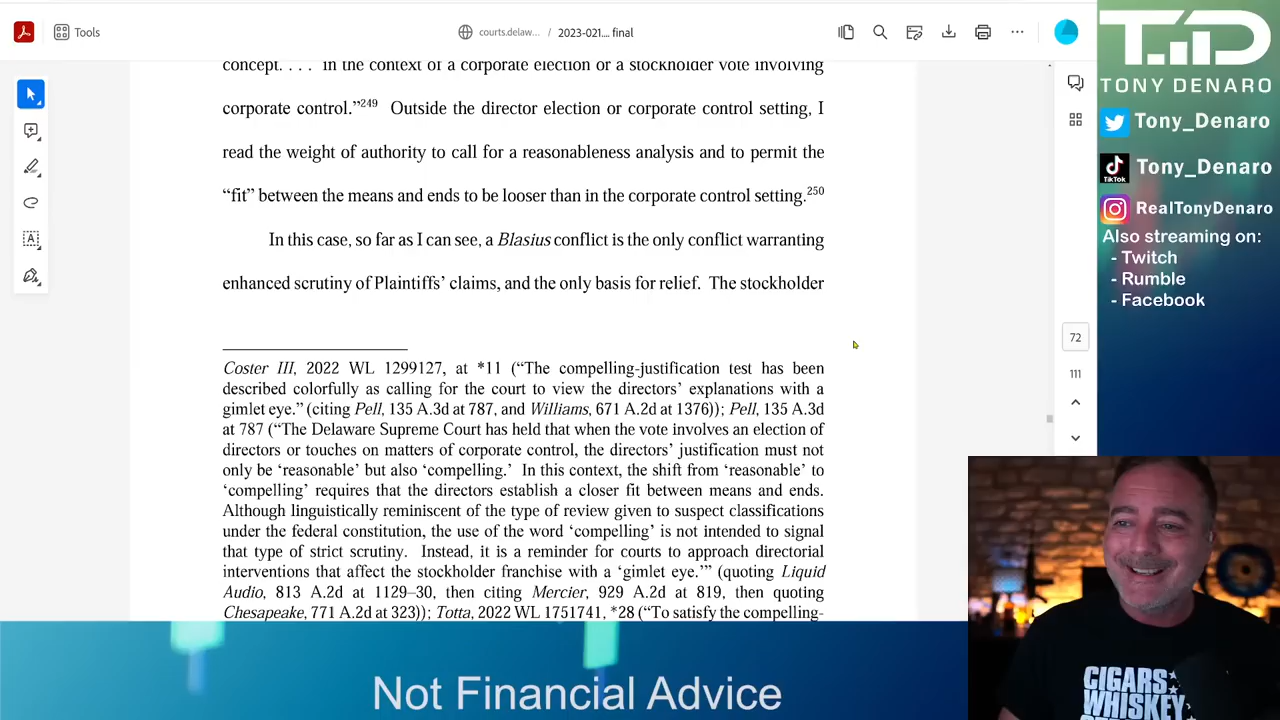 Tools
courts.delaw... / 2023-021.... final
concept. . . . in the context of a corporate election or a stockholder vote involving
corporate control.”249 Outside the director election or corporate control setting, I
read the weight of authority to call for a reasonableness analysis and to permit the
“fit” between the means and ends to be looser than in the corporate control setting.250
In this case, so far as I can see, a Blasius conflict is the only conflict warranting
enhanced scrutiny of Plaintiffs’ claims, and the only basis for relief. The stockholder
Coster III, 2022 WL 1299127, at *11 (“The compelling-justification test has been
described colorfully as calling for the court to view the directors’ explanations with a
gimlet eye.” (citing Pell, 135 A.3d at 787, and Williams, 671 A.2d at 1376)); Pell, 135 A.3d
at 787 (“The Delaware Supreme Court has held that when the vote involves an election of
directors or touches on matters of corporate control, the directors’ justification must not
only be ‘reasonable’ but also ‘compelling.’ In this context, the shift from ‘reasonable’ to
‘compelling’ requires that the directors establish a closer fit between means and ends.
Although linguistically reminiscent of the type of review given to suspect classifications
under the federal constitution, the use of the word ‘compelling’ is not intended to signal
that type of strict scrutiny. Instead, it is a reminder for courts to approach directorial
interventions that affect the stockholder franchise with a ‘gimlet eye.’” (quoting Liquid
Audio, 813 A.2d at 1129–30, then citing Mercier, 929 A.2d at 819, then quoting
Chesapeake, 771 A.2d at 323)); Totta, 2022 WL 1751741, *28 (“To satisfy the compelling-
72
111
TD
TONY DENARO
Tony_Denaro
TikTok
Tony_Denaro
RealTonyDenaro
Also streaming on:
- Twitch
- Rumble
- Facebook
CIGARS
WHISKEY
Not Financial Advice